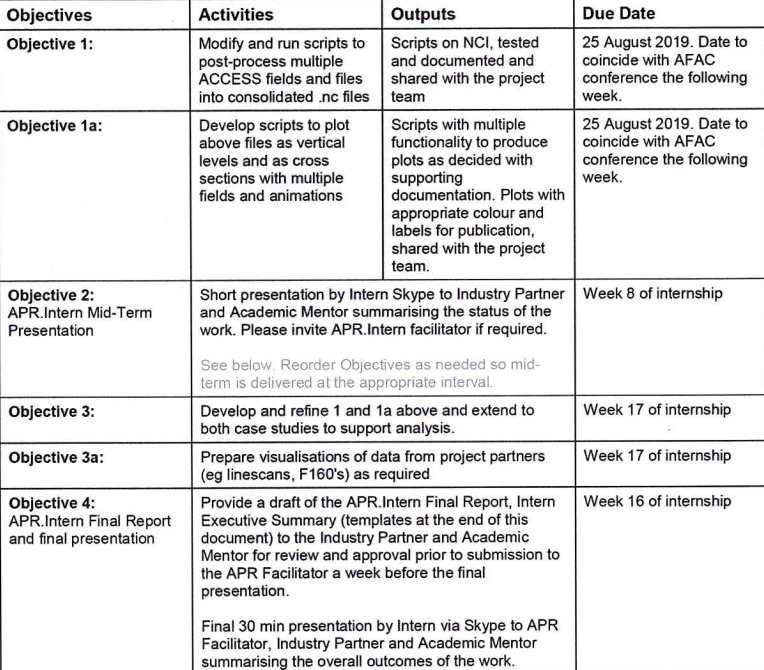 Objectives
Activities
Outputs
Due Date
Objective 1:
Modify and run scripts to
post-process multiple
ACCESS fields and files
into consolidated .nc files
Scripts on NCI, tested
and documented and
shared with the project
team
25 August 2019. Date to
coincide with AFAC
conference the following
week.
Objective 1a:
Develop scripts to plot
above files as vertical
levels and as cross
sections with multiple
fields and animations
Scripts with multiple
functionality to produce
plots as decided with
supporting
documentation. Plots with
appropriate colour and
labels for publication,
shared with the project
team.
25 August 2019. Date to
coincide with AFAC
conference the following
week.
Objective 2:
APR.Intern Mid-Term
Presentation
Short presentation by Intern Skype to Industry Partner
and Academic Mentor summarising the status of the
work. Please invite APR.Intern facilitator if required.
See below. Reorder Objectives as needed so mid-
term is delivered at the appropriate interval.
Week 8 of internship
Objective 3:
Develop and refine 1 and 1a above and extend to
both case studies to support analysis.
Week 17 of internship
Objective 3a:
Prepare visualisations of data from project partners
(eg linescans, F160's) as required
Week 17 of internship
Objective 4:
APR.Intern Final Report
and final presentation
Provide a draft of the APR.Intern Final Report, Intern
Executive Summary (templates at the end of this
document) to the Industry Partner and Academic
Mentor for review and approval prior to submission to
the APR Facilitator a week before the final
presentation.
Final 30 min presentation by Intern via Skype to APR
Facilitator, Industry Partner and Academic Mentor
summarising the overall outcomes of the work.
Week 16 of internship